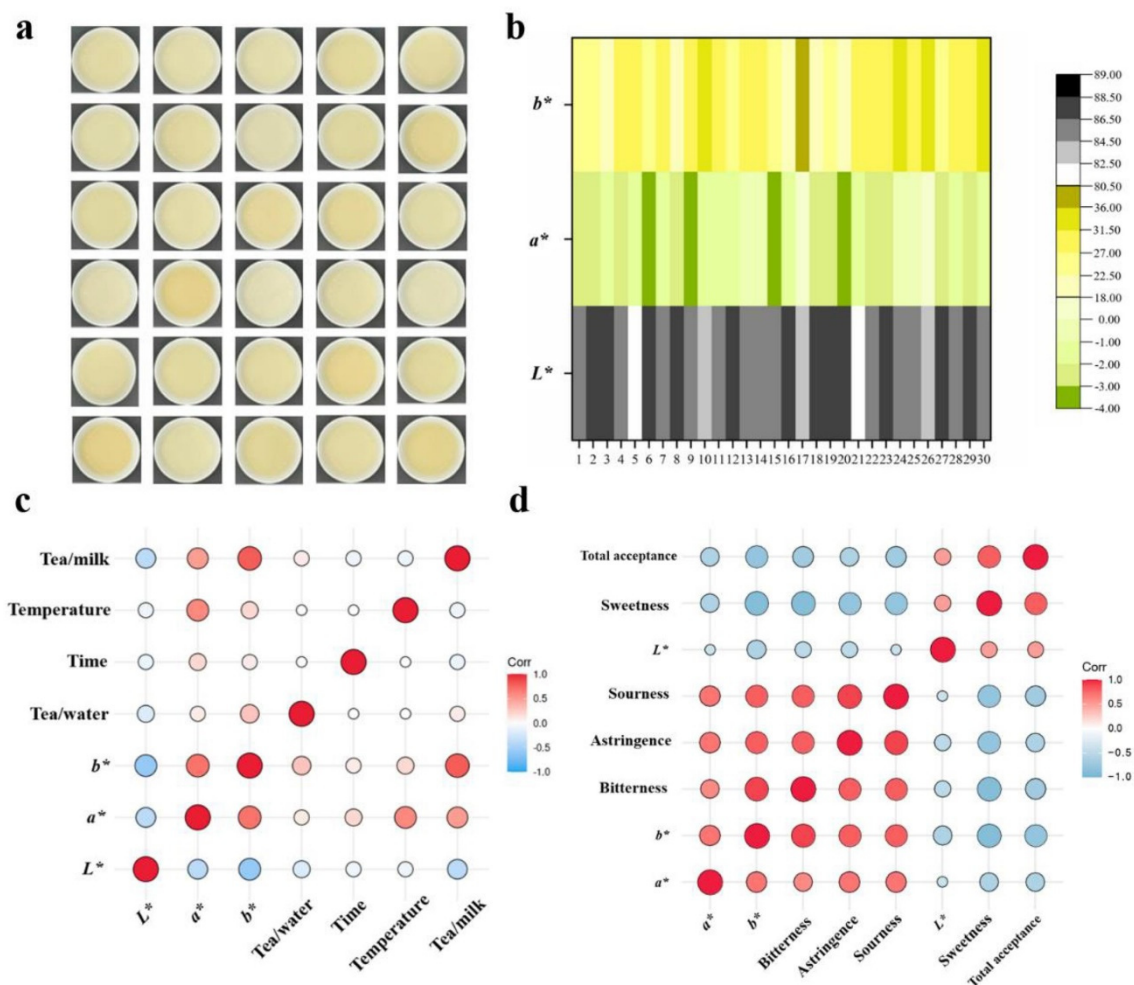 a
b
b*
a*
L*
1 2 3 4 5 6 7 8 9 10 11 12 13 14 15 16 17 18 19 20 21 22 23 24 25 26 27 28 29 30
89.00
88.50
86.50
84.50
82.50
80.50
36.00
31.50
27.00
22.50
18.00
0.00
-1.00
-2.00
-3.00
-4.00
c
Tea/milk
Temperature
Time
Tea/water
b*
a*
L*
L* a* b* Tea/water Time Temperature Tea/milk
Corr
1.0
0.5
0.0
-0.5
-1.0
d
Total acceptance
Sweetness
L*
Sourness
Astringence
Bitterness
b*
a*
a* b* Bitterness Astringence Sourness L* Sweetness Total acceptance
Corr
1.0
0.5
0.0
-0.5
-1.0